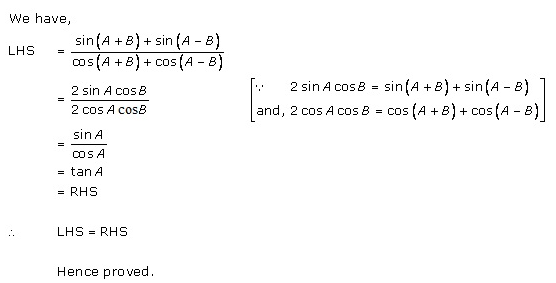 We have,
LHS = sin(A + B) + sin(A − B) / cos(A + B) + cos(A − B)
= 2 sin A cos B / 2 cos A cosB [∵ 2 sin A cos B = sin(A + B) + sin(A − B)
and, 2 cos A cos B = cos(A + B) + cos(A − B)]
= sin A / cos A
= tan A
= RHS
∴ LHS = RHS
Hence proved.